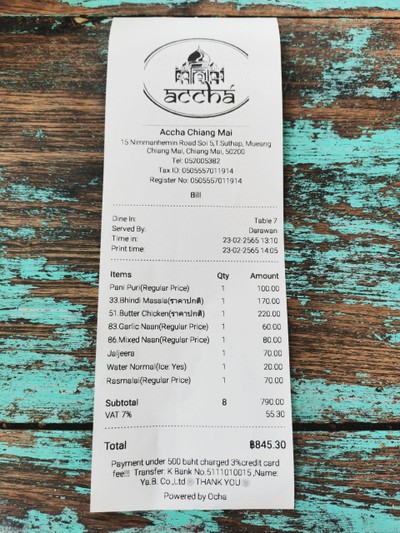 acchá
Accha Chiang Mai
15 Nimmanhemin Road Soi 5,T.Suthap, Mueang
Chiang Mai, Chiang Mai, 50200
Tel: 052005382
Tax ID: 0505557011914
Register No: 0505557011914
Bill
Dine In: Table 7
Served By: Darawan
Time in: 23-02-2565 13:10
Print time: 23-02-2565 14:05
Items Qty Amount
Pani Puri(Regular Price) 1 100.00
33.Bhindi Masala(ราคาปกติ) 1 170.00
51.Butter Chicken(ราคาปกติ) 1 220.00
83.Garlic Naan(Regular Price) 1 60.00
86.Mixed Naan(Regular Price) 1 80.00
Jaljeera 1 70.00
Water Normal(Ice: Yes) 1 20.00
Rasmalai(Regular Price) 1 70.00
Subtotal 8 790.00
VAT 7% 55.30
Total ฿845.30
Payment under 500 baht charged 3%credit card
fee!!! Transfer: K Bank No.5111010015 ,Name:
Ya.B. Co.,Ltd THANK YOU
Powered by Ocha